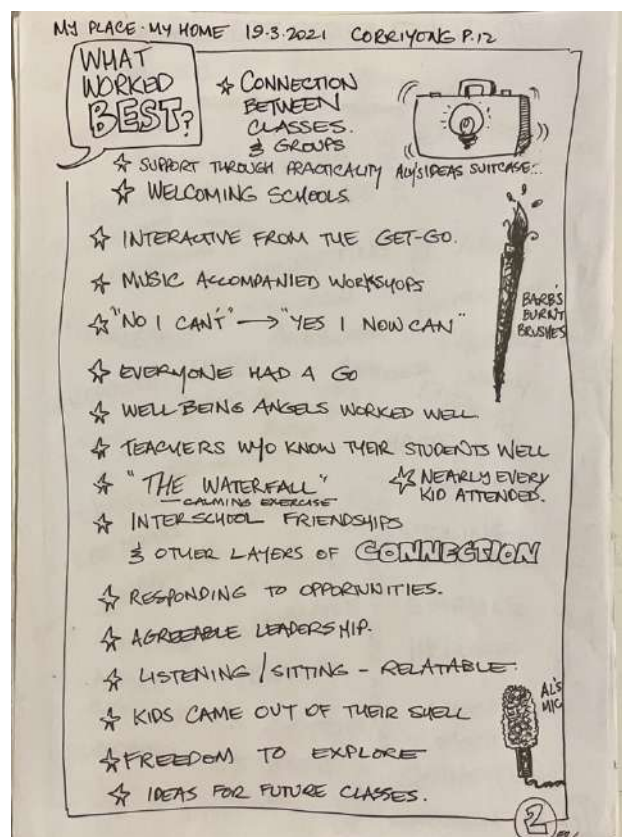 MY PLACE · MY HOME 19.3.2021 CORRIYONG P.12
WHAT
WORKED
BEST?
CONNECTION
BETWEEN
CLASSES.
& GROUPS
SUPPORT THROUGH PRACTICALITY
ALY'S IDEAS SUITCASE...
WELCOMING SCHOOLS.
INTERACTIVE FROM THE GET-GO.
MUSIC ACCOMPANIED WORKSHOPS
"NO I CAN'T" → "YES I NOW CAN"
BARB'S
BURNT
BRUSHES
EVERYONE HAD A GO
WELLBEING ANGELS WORKED WELL.
TEACHERS WHO KNOW THEIR STUDENTS WELL
"THE WATERFALL"
- CALMING EXERCISE
NEARLY EVERY
KID ATTENDED.
INTERSCHOOL FRIENDSHIPS
& OTHER LAYERS OF CONNECTION
RESPONDING TO OPPORTUNITIES.
AGREEABLE LEADERSHIP.
LISTENING / SITTING - RELATABLE
AL'S
MIC
KIDS CAME OUT OF THEIR SHELL
FREEDOM TO EXPLORE
IDEAS FOR FUTURE CLASSES.
2